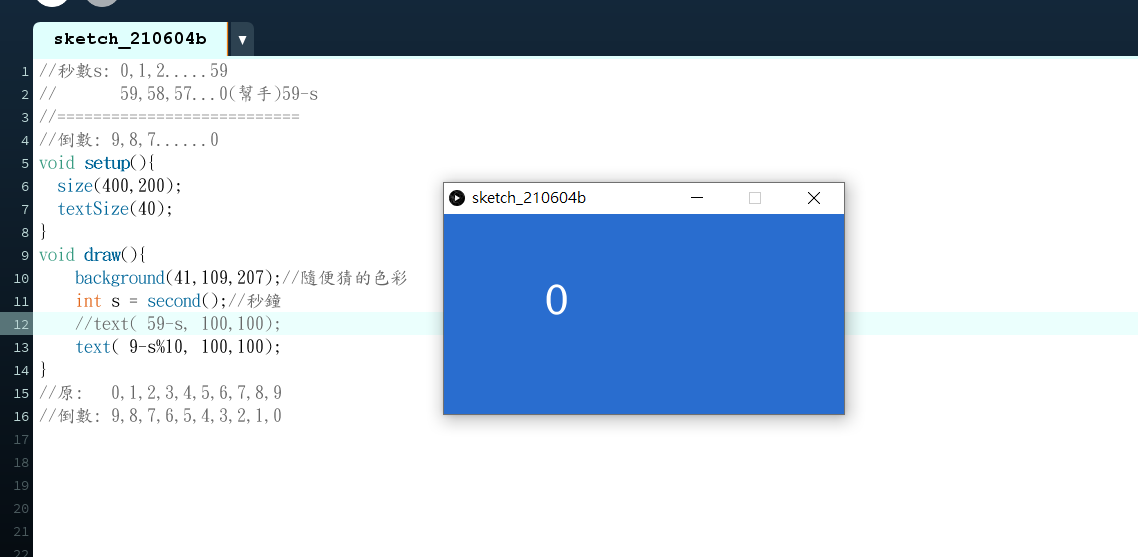 sketch_210604b ▼
1 //秒數s: 0,1,2.....59
2 //       59,58,57...0(幫手)59-s
3 //===========================
4 //倒數: 9,8,7......0
5 void setup(){
6   size(400,200);
7   textSize(40);
8 }
9 void draw(){
10     background(41,109,207);//隨便猜的色彩
11     int s = second();//秒鐘
12     //text( 59-s, 100,100);
13     text( 9-s%10, 100,100);
14 }
15 //原:   0,1,2,3,4,5,6,7,8,9
16 //倒數: 9,8,7,6,5,4,3,2,1,0
17
18
19
20
21
22
sketch_210604b
0